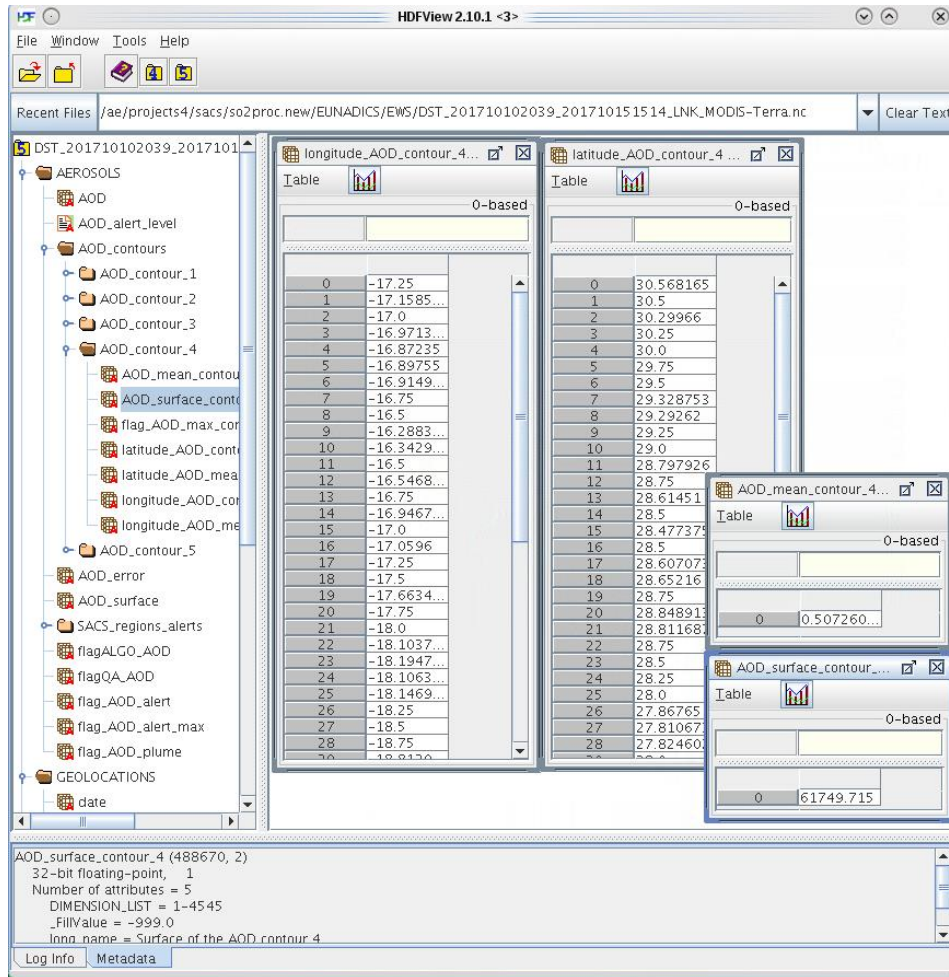 HDF
HDFView 2.10.1 <3>
File Window Tools Help
4 5
Recent Files /ae/projects4/sacs/so2proc.new/EUNADICS/EWS/DST_201710102039_201710151514_LNK_MODIS-Terra.nc Clear Text
5 DST_201710102039_2017101
AEROSOLS
AOD
AOD_alert_level
AOD_contours
AOD_contour_1
AOD_contour_2
AOD_contour_3
AOD_contour_4
AOD_mean_contou
AOD_surface_conto
flag_AOD_max_cor
latitude_AOD_conto
latitude_AOD_mea
longitude_AOD_cor
longitude_AOD_me
AOD_contour_5
AOD_error
AOD_surface
SACS_regions_alerts
flagALGO_AOD
flagQA_AOD
flag_AOD_alert
flag_AOD_alert_max
flag_AOD_plume
GEOLOCATIONS
date
longitude_AOD_contour_4...
Table
0-based
0 -17.25
1 -17.1585...
2 -17.0
3 -16.9713...
4 -16.87235
5 -16.89755
6 -16.9149...
7 -16.75
8 -16.5
9 -16.2883...
10 -16.3429...
11 -16.5
12 -16.5468...
13 -16.75
14 -16.9467...
15 -17.0
16 -17.0596
17 -17.25
18 -17.5
19 -17.6634...
20 -17.75
21 -18.0
22 -18.1037...
23 -18.1947...
24 -18.1063...
25 -18.1469...
26 -18.25
27 -18.5
28 -18.75
latitude_AOD_contour_4 ...
Table
0-based
0 30.568165
1 30.5
2 30.29966
3 30.25
4 30.0
5 29.75
6 29.5
7 29.328753
8 29.29262
9 29.25
10 29.0
11 28.797926
12 28.75
13 28.61451
14 28.5
15 28.477375
16 28.5
17 28.607073
18 28.65216
19 28.75
20 28.848913
21 28.811687
22 28.75
23 28.5
24 28.25
25 28.0
26 27.86765
27 27.81067
28 27.82460
AOD_mean_contour_4...
Table
0-based
0 0.507260...
AOD_surface_contour_...
Table
0-based
0 61749.715
AOD_surface_contour_4 (488670, 2)
32-bit floating-point, 1
Number of attributes = 5
DIMENSION_LIST = 1-4545
_FillValue = -999.0
long_name = Surface of the AOD contour 4
Log Info Metadata